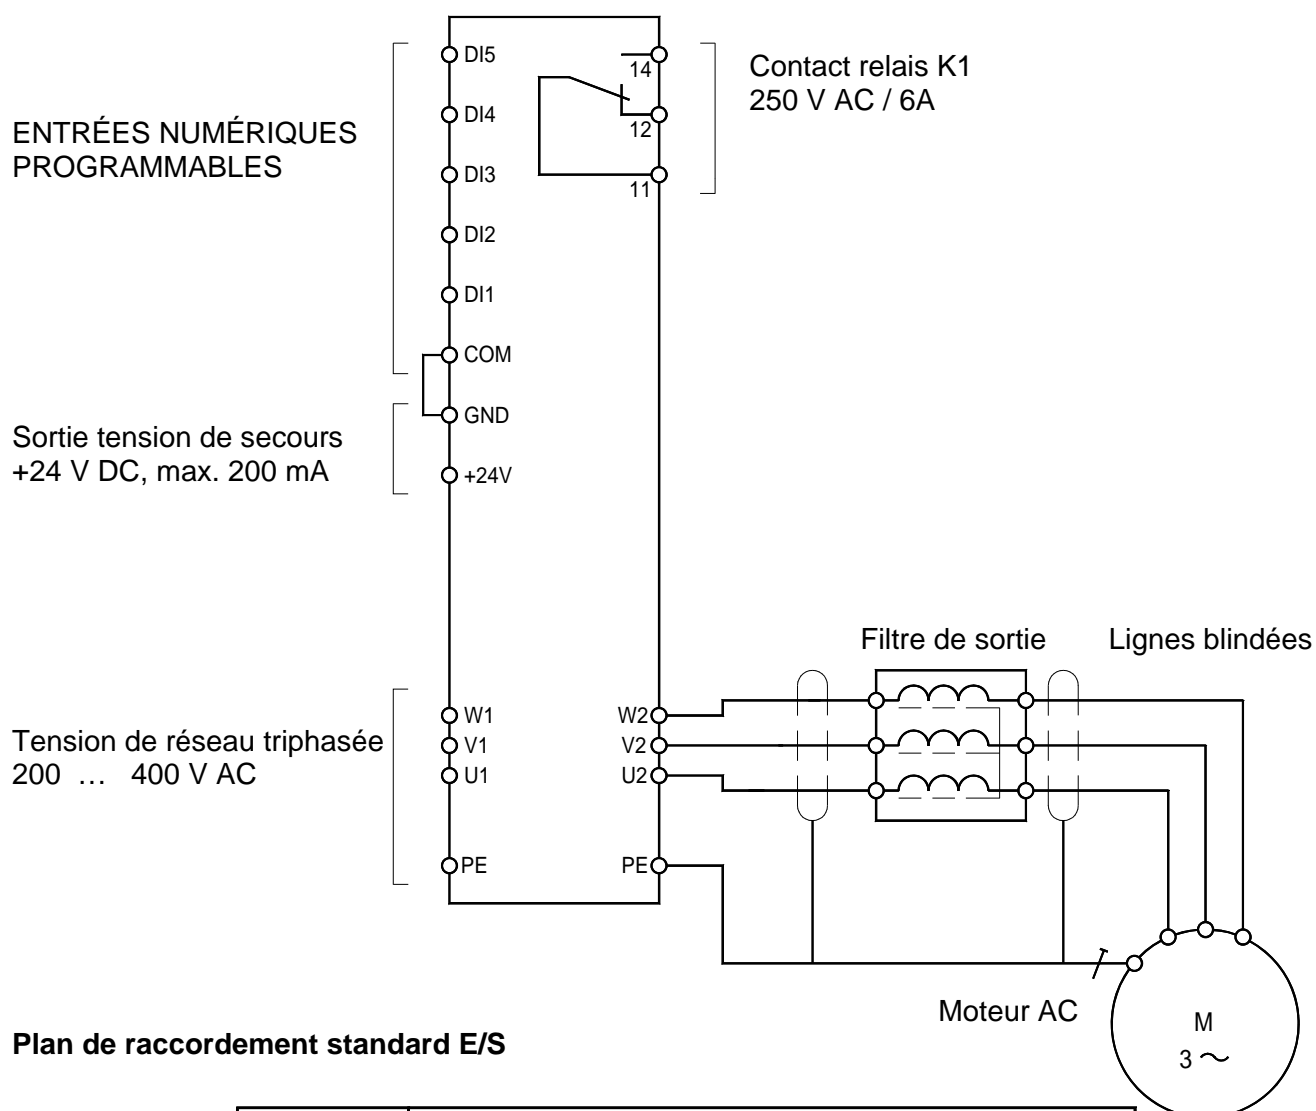 DI5
14
Contact relais K1
250 V AC / 6A
ENTRÉES NUMÉRIQUES
PROGRAMMABLES
DI4
12
DI3
11
DI2
DI1
COM
GND
Sortie tension de secours
+24 V DC, max. 200 mA
+24V
Filtre de sortie
Lignes blindées
Tension de réseau triphasée
200 … 400 V AC
W1
V1
U1
W2
V2
U2
PE
PE
Moteur AC
M
3 ~
Plan de raccordement standard E/S